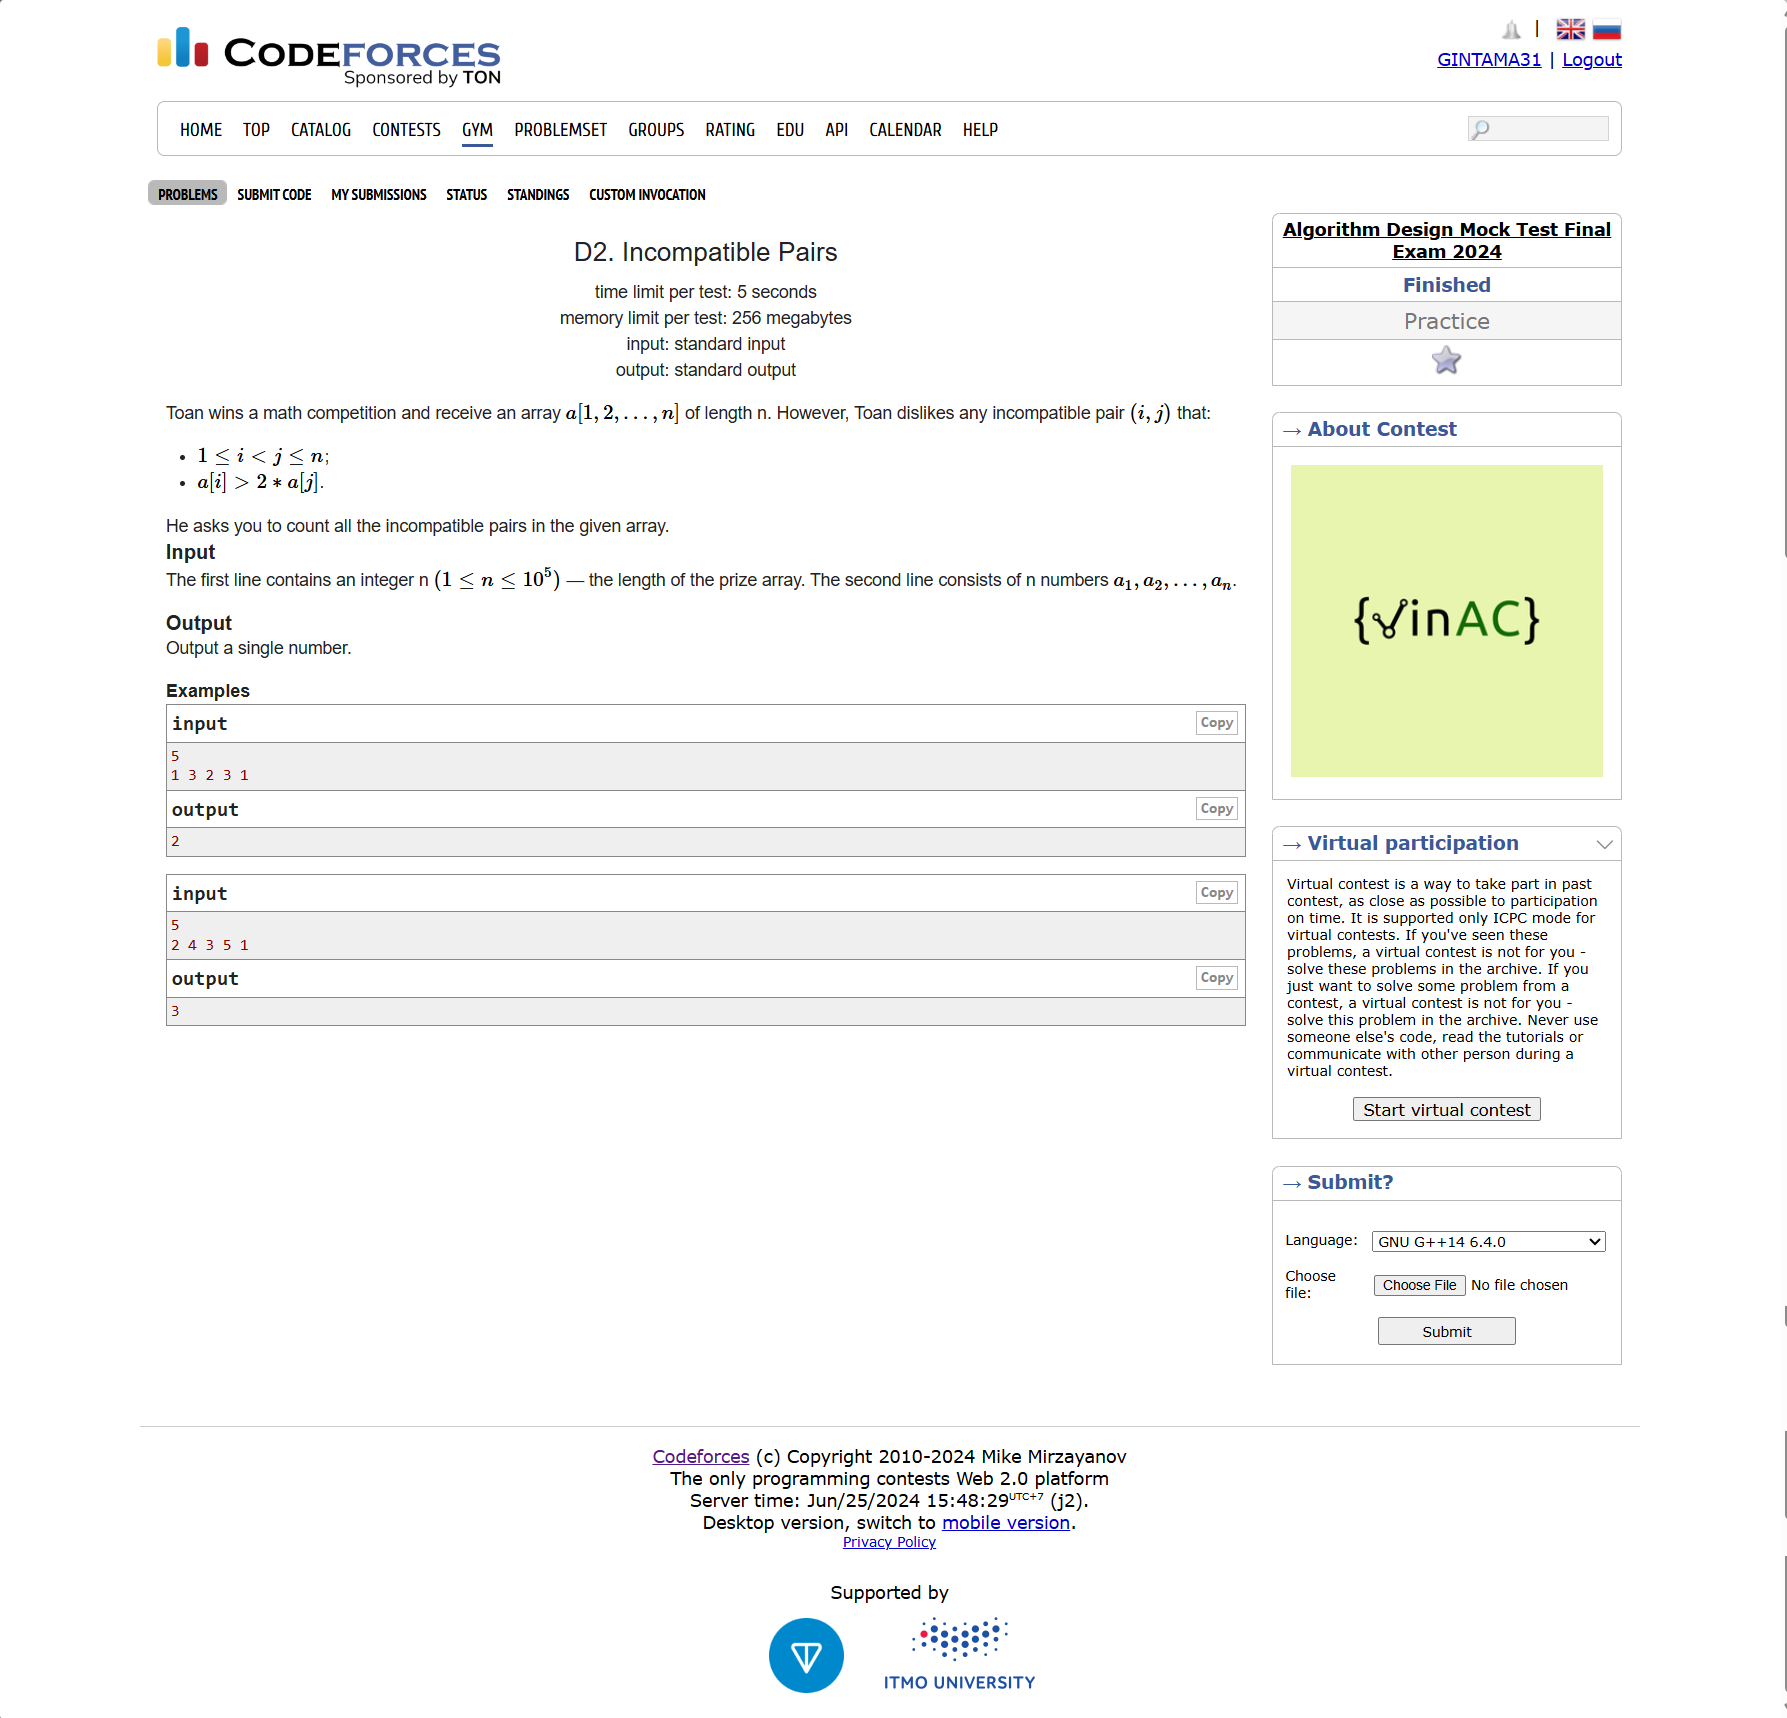 CODEFORCES
Sponsored by TON
|
GINTAMA31 | Logout
HOME TOP CATALOG CONTESTS GYM PROBLEMSET GROUPS RATING EDU API CALENDAR HELP
PROBLEMS SUBMIT CODE MY SUBMISSIONS STATUS STANDINGS CUSTOM INVOCATION
D2. Incompatible Pairs
time limit per test: 5 seconds
memory limit per test: 256 megabytes
input: standard input
output: standard output
Toan wins a math competition and receive an array a[1, 2, . . . , n] of length n. However, Toan dislikes any incompatible pair (i, j) that:
• 1 ≤ i < j ≤ n;
• a[i] > 2 * a[j].
He asks you to count all the incompatible pairs in the given array.
Input
The first line contains an integer n (1 ≤ n ≤ 10⁵) — the length of the prize array. The second line consists of n numbers a₁, a₂, . . . , aₙ.
Output
Output a single number.
Examples
input Copy
5
1 3 2 3 1
output Copy
2
input Copy
5
2 4 3 5 1
output Copy
3
Algorithm Design Mock Test Final
Exam 2024
Finished
Practice
→ About Contest
{VinAC}
→ Virtual participation
Virtual contest is a way to take part in past
contest, as close as possible to participation
on time. It is supported only ICPC mode for
virtual contests. If you've seen these
problems, a virtual contest is not for you -
solve these problems in the archive. If you
just want to solve some problem from a
contest, a virtual contest is not for you -
solve this problem in the archive. Never use
someone else's code, read the tutorials or
communicate with other person during a
virtual contest.
Start virtual contest
→ Submit?
Language: GNU G++14 6.4.0
Choose
file: Choose File No file chosen
Submit
Codeforces (c) Copyright 2010-2024 Mike Mirzayanov
The only programming contests Web 2.0 platform
Server time: Jun/25/2024 15:48:29 UTC+7 (j2).
Desktop version, switch to mobile version.
Privacy Policy
Supported by
ITMO UNIVERSITY